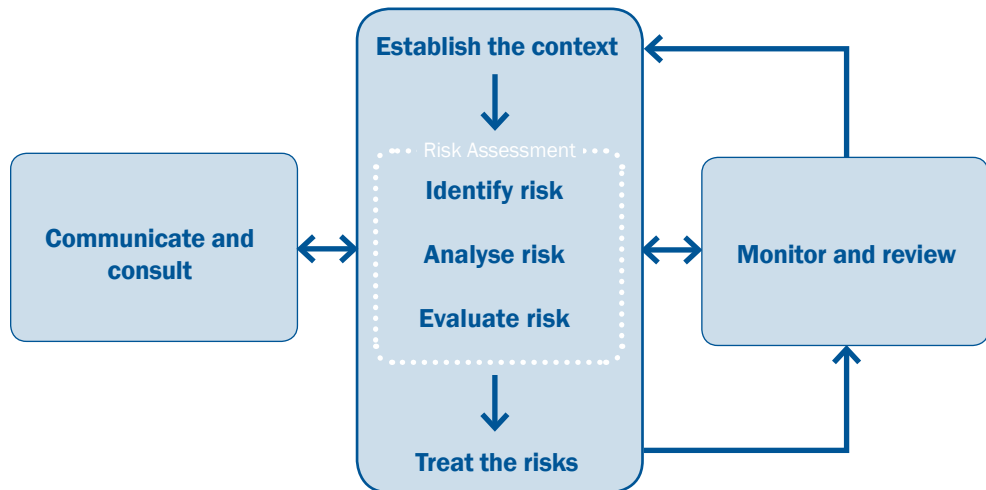 Establish the context
Risk Assessment
Identify risk
Analyse risk
Evaluate risk
Treat the risks
Communicate and
consult
Monitor and review